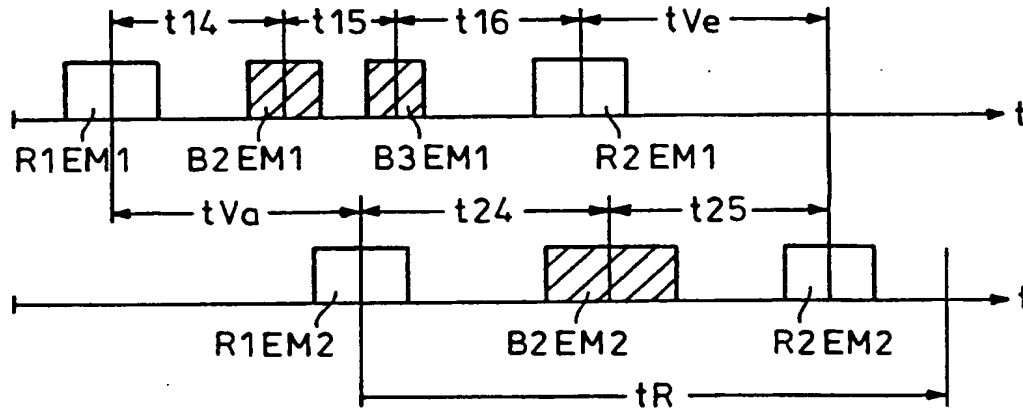 t14 t15 t16 tVe
t
R1EM1 B2EM1 B3EM1 R2EM1
tVa t24 t25
t
R1EM2 B2EM2 R2EM2
tR